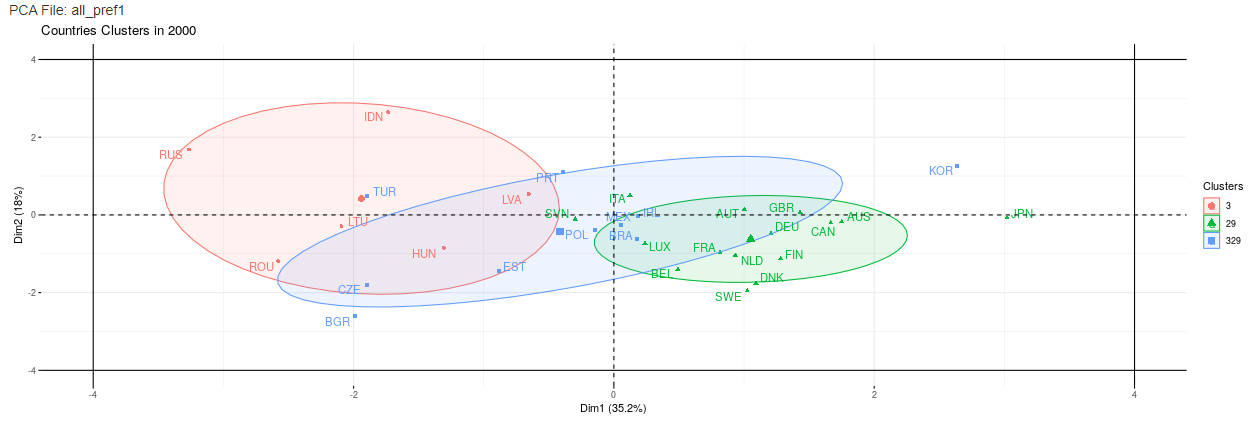 PCA File: all_pref1
Countries Clusters in 2000
4
2
0
-2
-4
Dim2 (18%)
IDN
RUS
KOR
PRT
TUR
LVA
ITA
GBR
JPN
SVN
MEX
IRL
AUT
AUS
LTU
DEU
CAN
POL
BRA
HUN
LUX
FRA
FIN
NLD
ROU
EST
BEL
DNK
CZE
SWE
BGR
-4
-2
0
2
4
Dim1 (35.2%)
Clusters
3
29
329